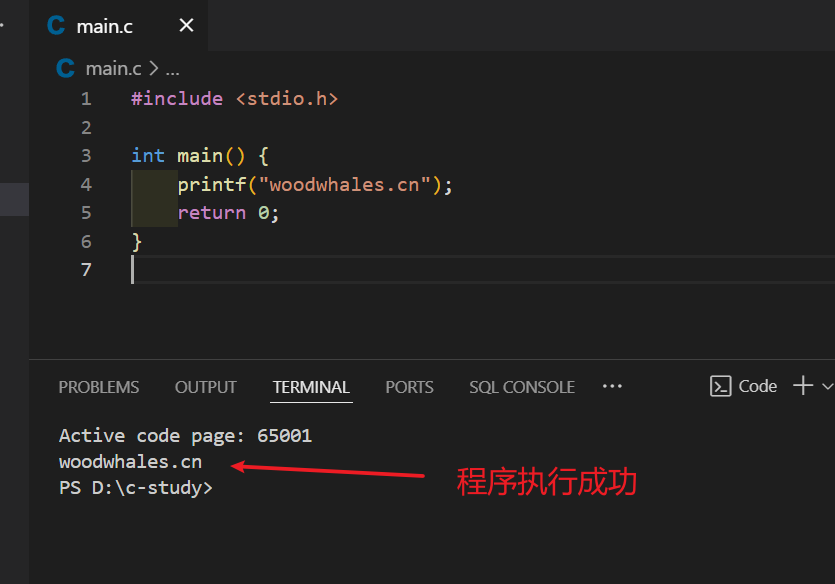 C main.c ×
C main.c > ...
1 #include <stdio.h>
2
3 int main() {
4     printf("woodwhales.cn");
5     return 0;
6 }
7
PROBLEMS OUTPUT TERMINAL PORTS SQL CONSOLE ··· Code
Active code page: 65001
woodwhales.cn
程序执行成功
PS D:\c-study>